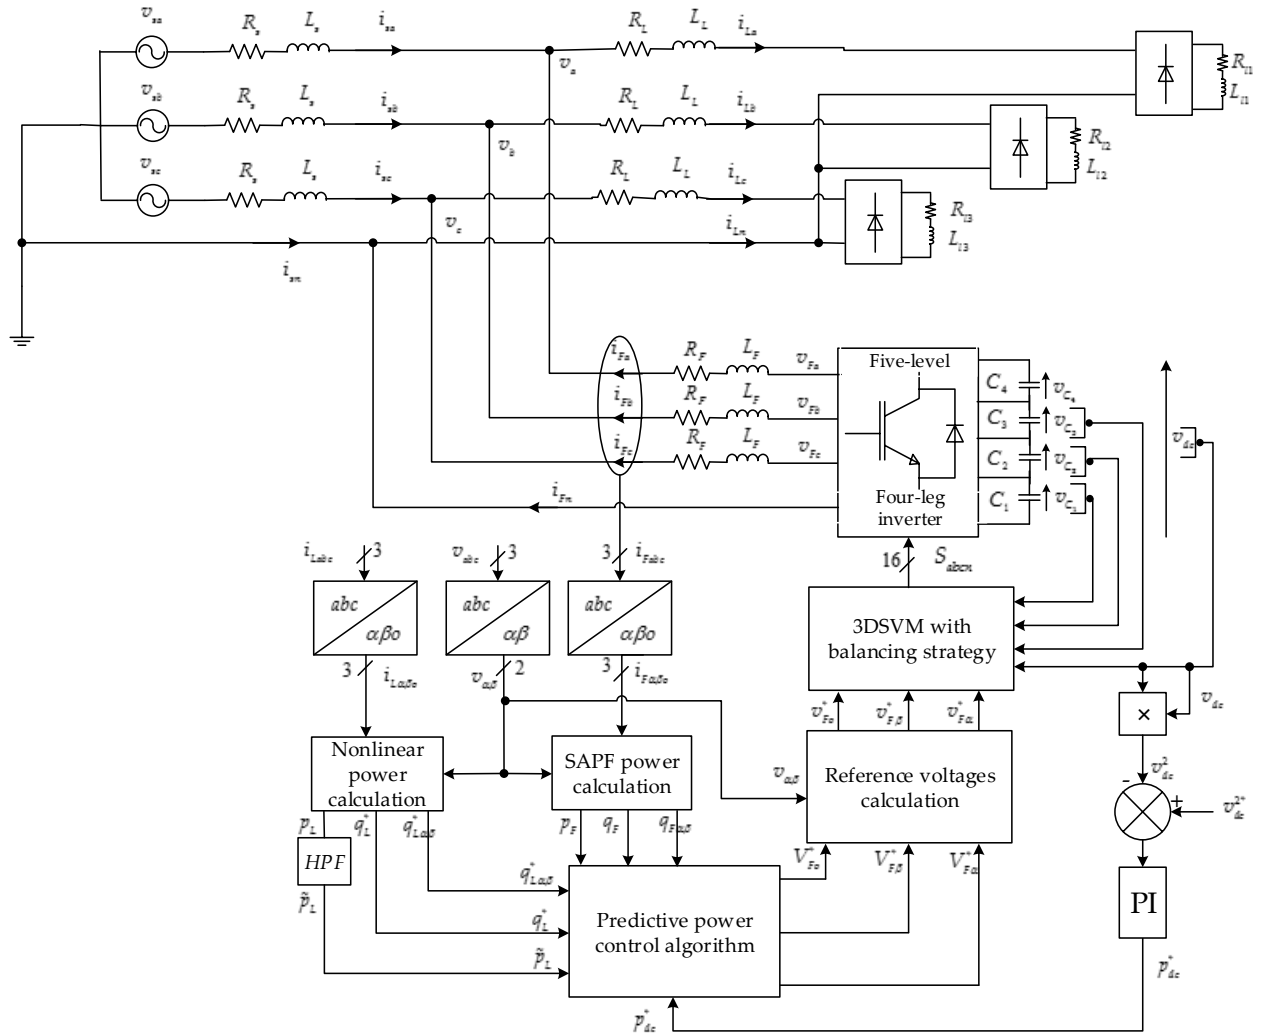 v_sa
R_s L_s i_sa
R_L L_L i_La
v_a
R_l1
L_l1
v_sb
R_s L_s i_sb
R_L L_L i_Lb
v_b
R_l2
L_l2
v_sc
R_s L_s i_sc
R_L L_L i_Lc
v_c
R_l3
L_l3
i_Ln
i_sn
i_Fa R_F L_F v_Fa
i_Fb R_F L_F v_Fb
i_Fc R_F L_F v_Fc
i_Fn
Five-level
Four-leg
inverter
C_4 v_C4
C_3
C_2
C_1 v_C1
v_dc
16 S_abcn
i_Labc 3
v_abc 3
3 i_Fabc
abc
αβo
abc
αβ
abc
αβo
3 i_Lαβo
v_αβ 2
3 i_Fαβo
3DSVM with
balancing strategy
v_dc
×
v*_Fo v*_Fβ v*_Fα
Nonlinear
power
calculation
SAPF power
calculation
v_αβ
Reference voltages
calculation
v²_dc
-
+
v²*_dc
p_L q*_L q*_Lαβ
p_F q_F q_Fαβ
HPF
p̃_L
V*_Fo V*_Fβ V*_Fα
q*_Lαβ
q*_L
p̃_L
Predictive power
control algorithm
PI
p*_dc
p*_dc